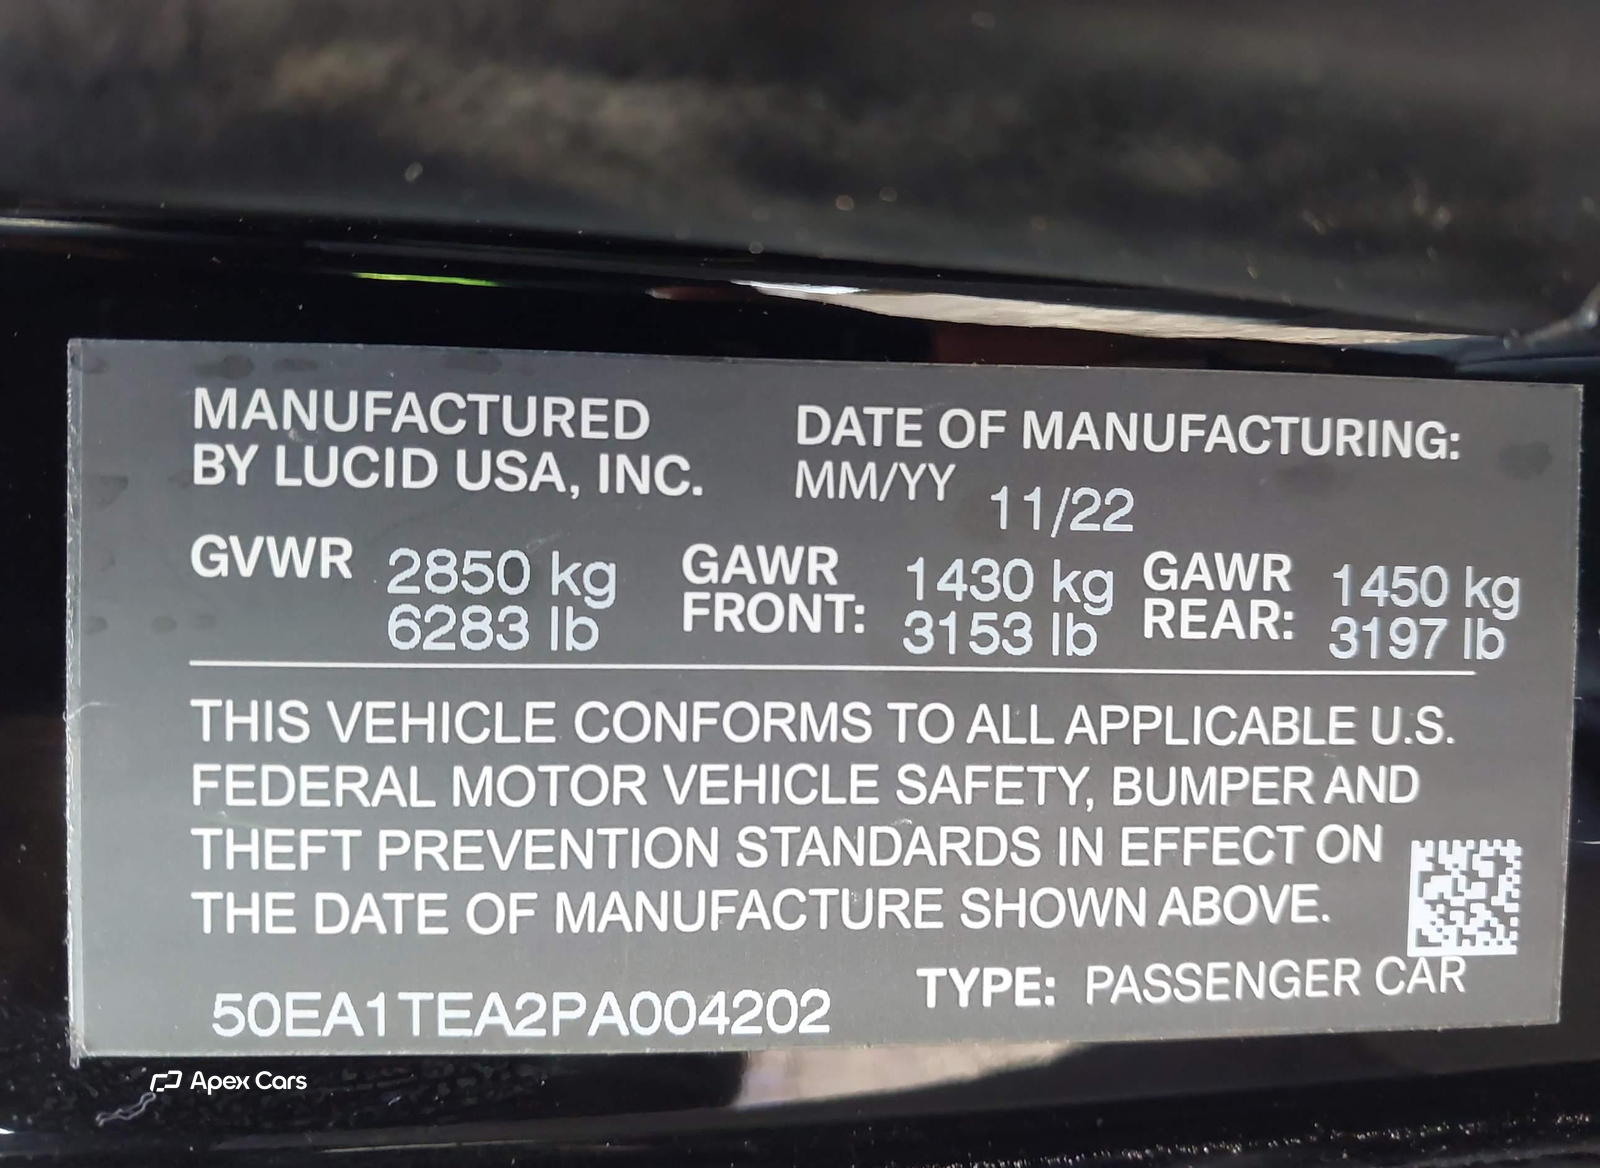 MANUFACTURED
BY LUCID USA, INC.
DATE OF MANUFACTURING:
MM/YY 11/22
GVWR 2850 kg
6283 lb
GAWR FRONT: 1430 kg
3153 lb
GAWR REAR: 1450 kg
3197 lb
THIS VEHICLE CONFORMS TO ALL APPLICABLE U.S.
FEDERAL MOTOR VEHICLE SAFETY, BUMPER AND
THEFT PREVENTION STANDARDS IN EFFECT ON
THE DATE OF MANUFACTURE SHOWN ABOVE.
TYPE: PASSENGER CAR
50EA1TEA2PA004202
Apex Cars